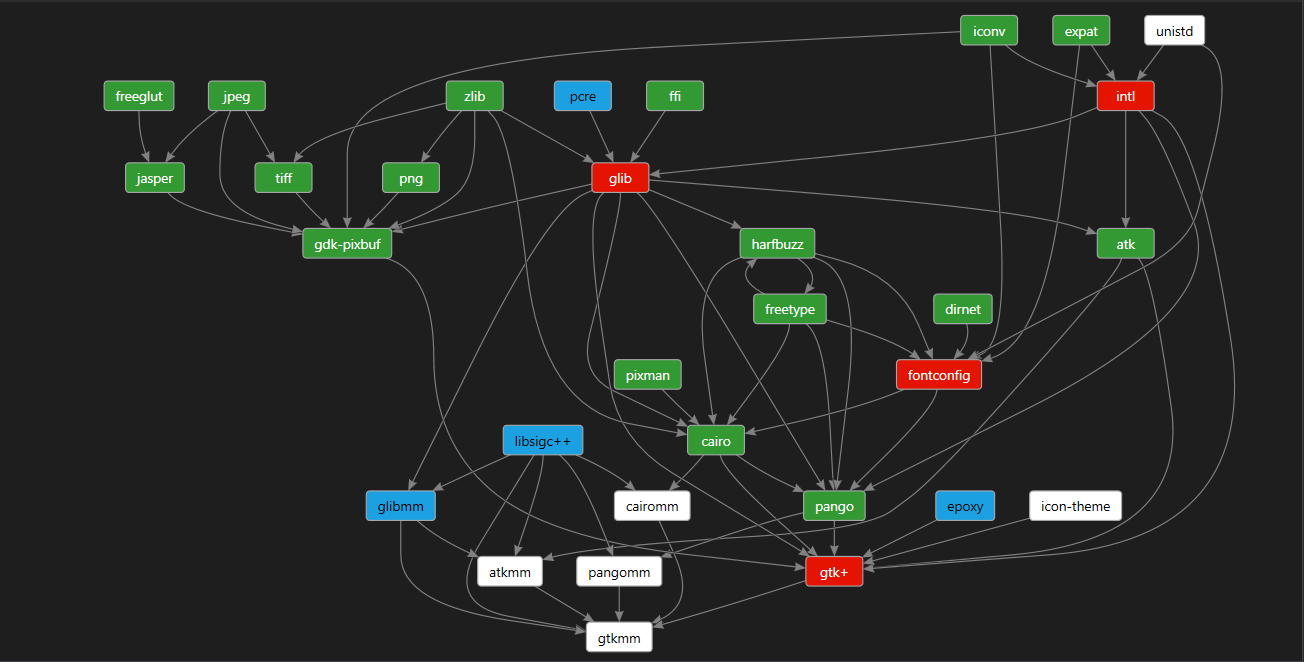 iconv
expat
unistd
freeglut
jpeg
zlib
pcre
ffi
intl
jasper
tiff
png
glib
gdk-pixbuf
harfbuzz
atk
freetype
dirnet
pixman
fontconfig
libsigc++
cairo
glibmm
cairomm
pango
epoxy
icon-theme
atkmm
pangomm
gtk+
gtkmm